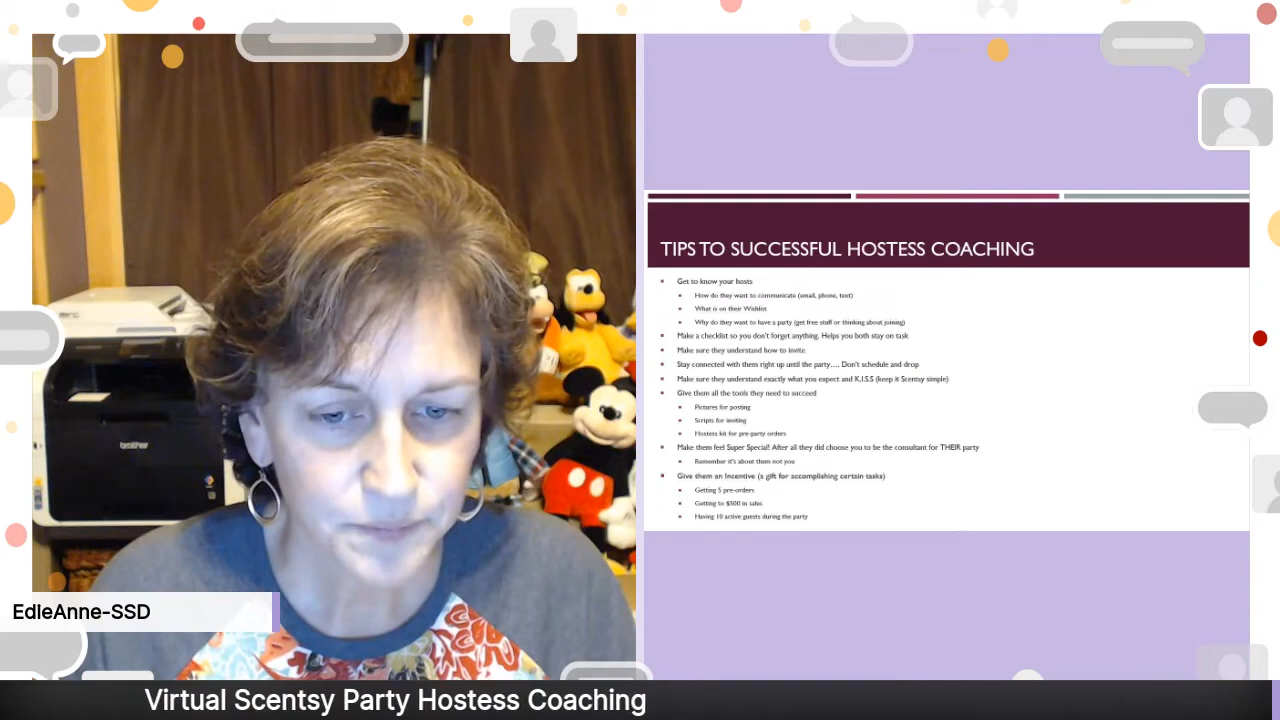 TIPS TO SUCCESSFUL HOSTESS COACHING
Get to know your hosts
How do they want to communicate (email, phone, text)
What is on their Wishlist
Why do they want to have a party (get free stuff or thinking about joining)
Make a checklist so you don't forget anything. Helps you both stay on task
Make sure they understand how to invite
Stay connected with them right up until the party.... Don't schedule and drop
Make sure they understand exactly what you expect and K.I.S.S (keep it Scentsy simple)
Give them all the tools they need to succeed
Pictures for posting
Scripts for inviting
Hostess kit for pre-party orders
Make them feel Super Special! After all they did choose you to be the consultant for THEIR party
Remember it's about them not you
Give them an Incentive (a gift for accomplishing certain tasks)
Getting 5 pre-orders
Getting to $500 in sales
Having 10 active guests during the party
brother
EdieAnne-SSD
Virtual Scentsy Party Hostess Coaching